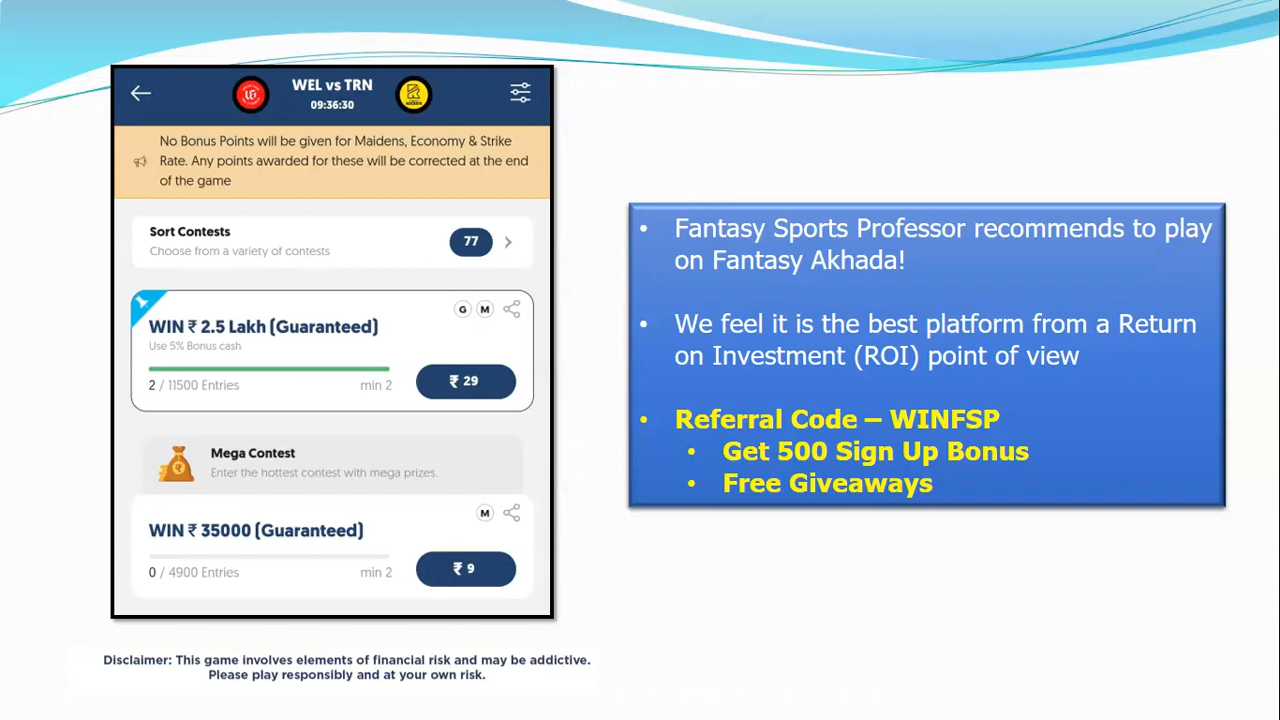 WEL vs TRN
09:36:30
No Bonus Points will be given for Maidens, Economy & Strike
Rate. Any points awarded for these will be corrected at the end
of the game
Sort Contests
Choose from a variety of contests
77
G M
WIN ₹ 2.5 Lakh (Guaranteed)
Use 5% Bonus cash
2 / 11500 Entries
min 2
₹ 29
Mega Contest
Enter the hottest contest with mega prizes.
M
WIN ₹ 35000 (Guaranteed)
0 / 4900 Entries
min 2
₹ 9
Disclaimer: This game involves elements of financial risk and may be addictive.
Please play responsibly and at your own risk.
• Fantasy Sports Professor recommends to play
on Fantasy Akhada!
• We feel it is the best platform from a Return
on Investment (ROI) point of view
• Referral Code – WINFSP
• Get 500 Sign Up Bonus
• Free Giveaways